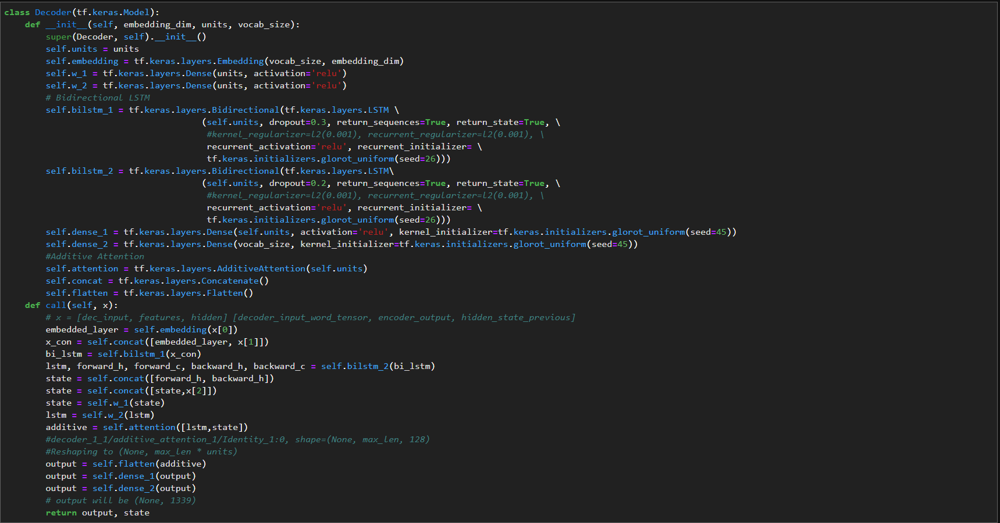 class Decoder(tf.keras.Model):
    def __init__(self, embedding_dim, units, vocab_size):
        super(Decoder, self).__init__()
        self.units = units
        self.embedding = tf.keras.layers.Embedding(vocab_size, embedding_dim)
        self.w_1 = tf.keras.layers.Dense(units, activation='relu')
        self.w_2 = tf.keras.layers.Dense(units, activation='relu')
        # Bidirectional LSTM
        self.bilstm_1 = tf.keras.layers.Bidirectional(tf.keras.layers.LSTM \
                                      (self.units, dropout=0.3, return_sequences=True, return_state=True, \
                                       #kernel_regularizer=l2(0.001), recurrent_regularizer=l2(0.001), \
                                       recurrent_activation='relu', recurrent_initializer= \
                                       tf.keras.initializers.glorot_uniform(seed=26)))
        self.bilstm_2 = tf.keras.layers.Bidirectional(tf.keras.layers.LSTM\
                                      (self.units, dropout=0.2, return_sequences=True, return_state=True, \
                                       #kernel_regularizer=l2(0.001), recurrent_regularizer=l2(0.001), \
                                       recurrent_activation='relu', recurrent_initializer= \
                                       tf.keras.initializers.glorot_uniform(seed=26)))
        self.dense_1 = tf.keras.layers.Dense(self.units, activation='relu', kernel_initializer=tf.keras.initializers.glorot_uniform(seed=45))
        self.dense_2 = tf.keras.layers.Dense(vocab_size, kernel_initializer=tf.keras.initializers.glorot_uniform(seed=45))
        #Additive Attention
        self.attention = tf.keras.layers.AdditiveAttention(self.units)
        self.concat = tf.keras.layers.Concatenate()
        self.flatten = tf.keras.layers.Flatten()
    def call(self, x):
        # x = [dec_input, features, hidden] [decoder_input_word_tensor, encoder_output, hidden_state_previous]
        embedded_layer = self.embedding(x[0])
        x_con = self.concat([embedded_layer, x[1]])
        bi_lstm = self.bilstm_1(x_con)
        lstm, forward_h, forward_c, backward_h, backward_c = self.bilstm_2(bi_lstm)
        state = self.concat([forward_h, backward_h])
        state = self.concat([state,x[2]])
        state = self.w_1(state)
        lstm = self.w_2(lstm)
        additive = self.attention([lstm,state])
        #decoder_1_1/additive_attention_1/Identity_1:0, shape=(None, max_len, 128)
        #Reshaping to (None, max_len * units)
        output = self.flatten(additive)
        output = self.dense_1(output)
        output = self.dense_2(output)
        # output will be (None, 1339)
        return output, state